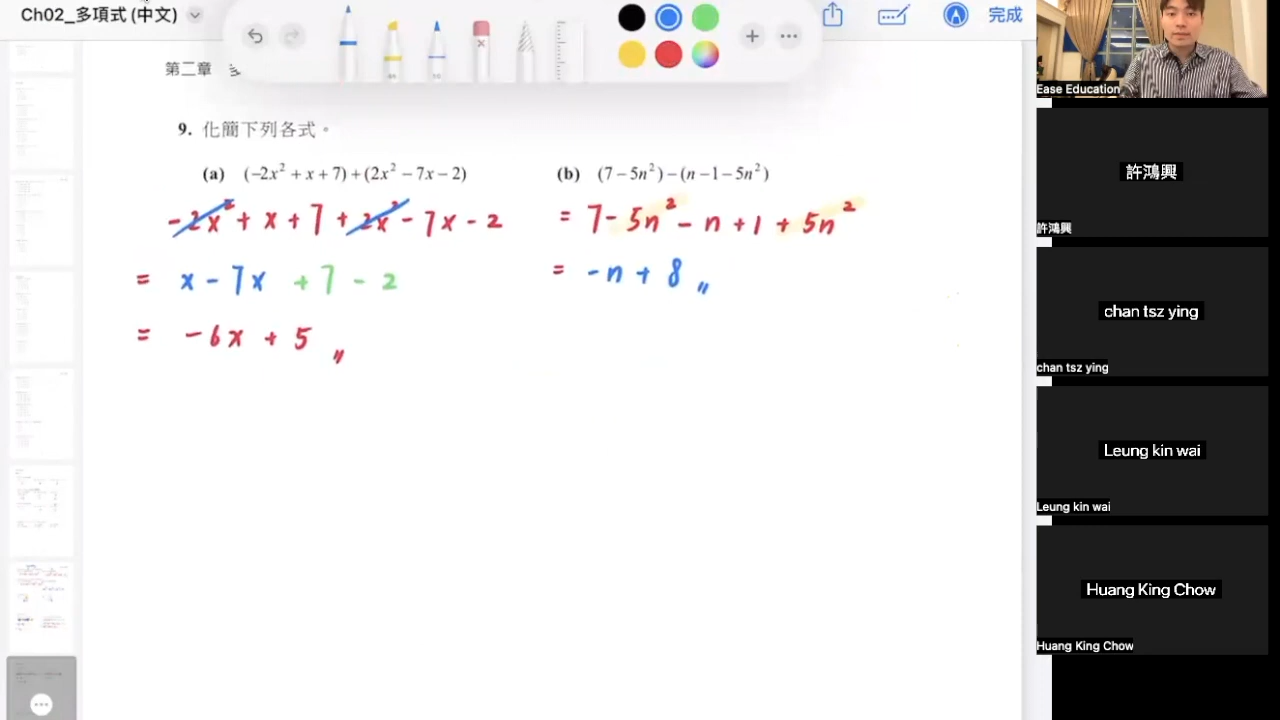 Ch02_多項式 (中文)
完成
第二章
9. 化簡下列各式。
(a) (−2x² + x + 7) + (2x² − 7x − 2)
(b) (7 − 5n²) − (n − 1 − 5n²)
-2x² + x + 7 + 2x² - 7x - 2
= 7 - 5n² - n + 1 + 5n²
= x - 7x + 7 - 2
= -n + 8 〃
= -6x + 5 〃
Ease Education
許鴻興
許鴻興
chan tsz ying
chan tsz ying
Leung kin wai
Leung kin wai
Huang King Chow
Huang King Chow